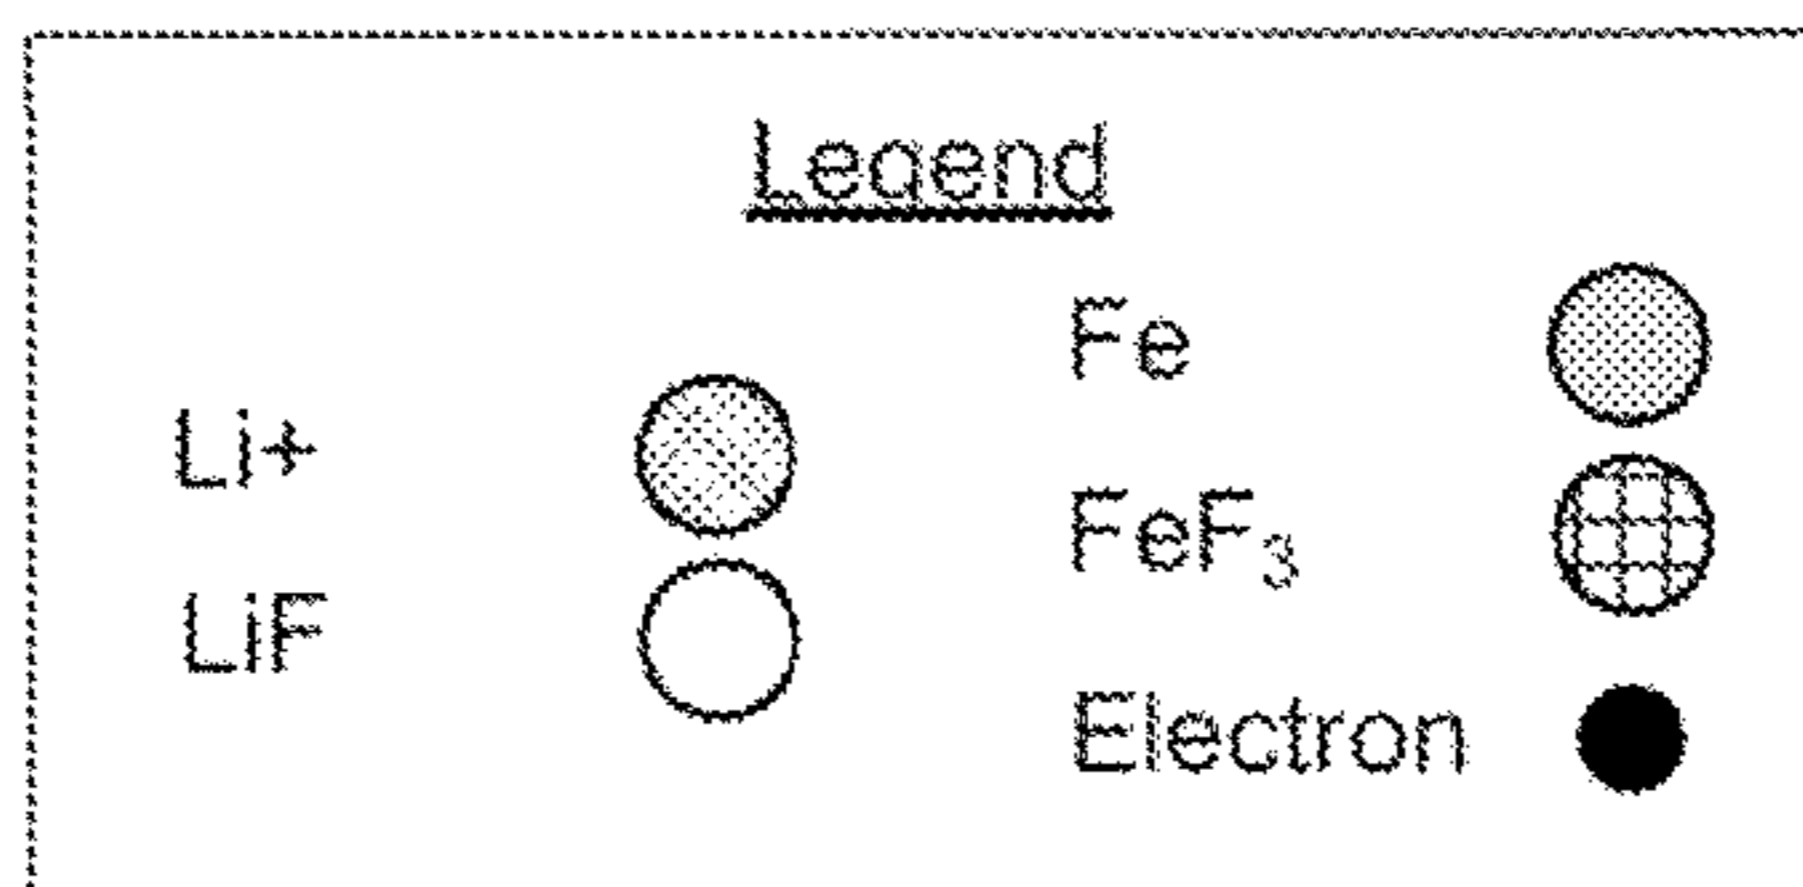 Legend
Li+
LiF
Fe
FeF₃
Electron